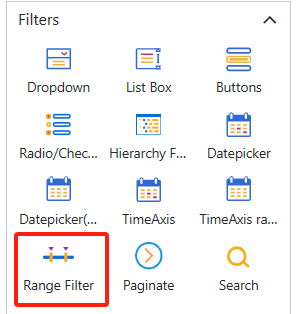 Filters
Dropdown List Box Buttons
Radio/Chec... Hierarchy F... Datepicker
Datepicker(... TimeAxis TimeAxis ra...
Range Filter Paginate Search